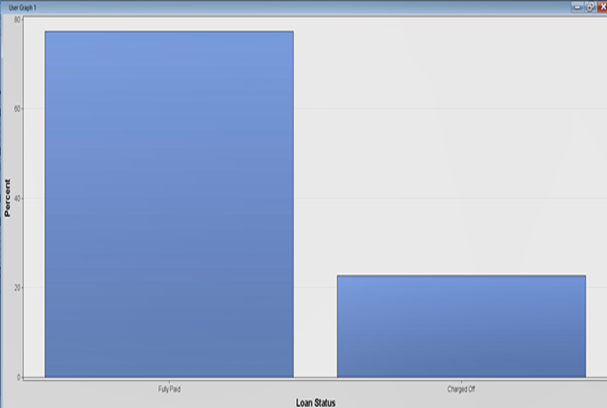 User Graph 1
80
60
40
20
0
Percent
Fully Paid
Charged Off
Loan Status